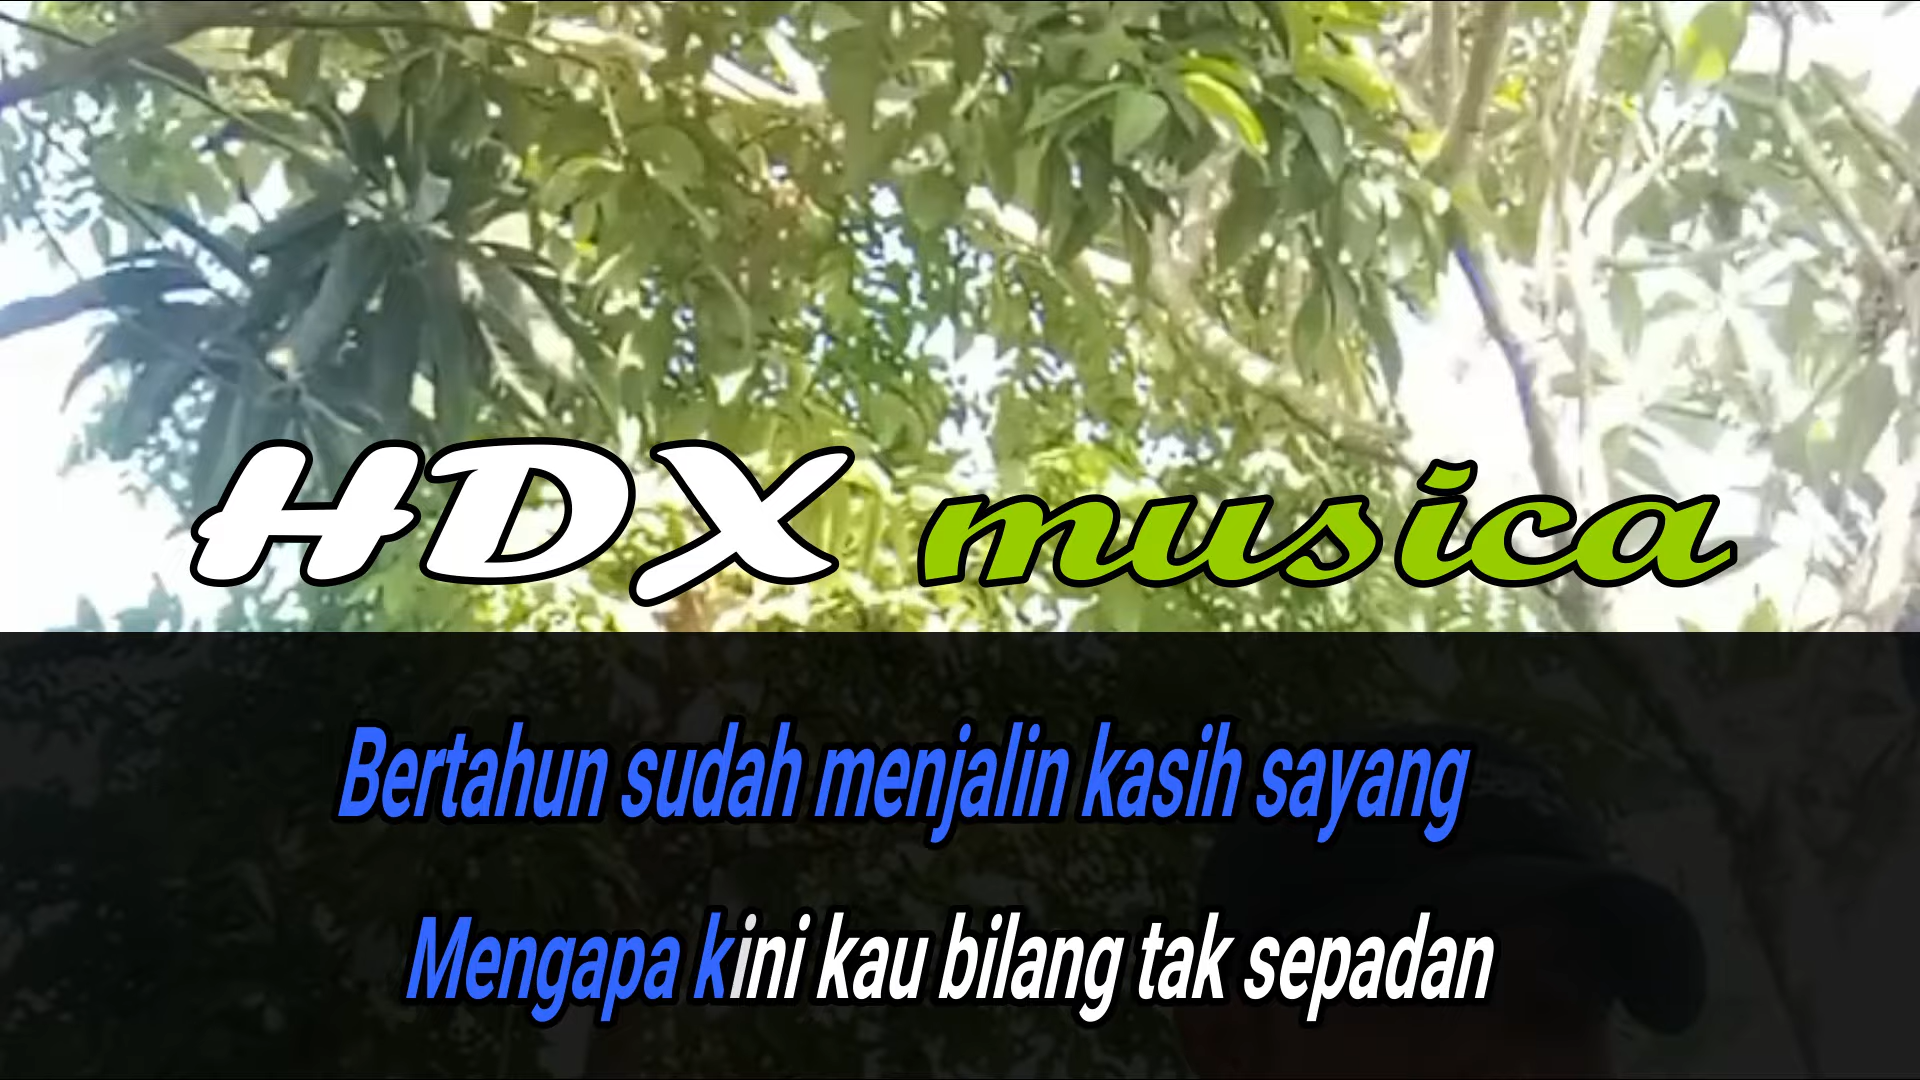 HDX musica
Bertahun sudah menjalin kasih sayang
Mengapa kini kau bilang tak sepadan